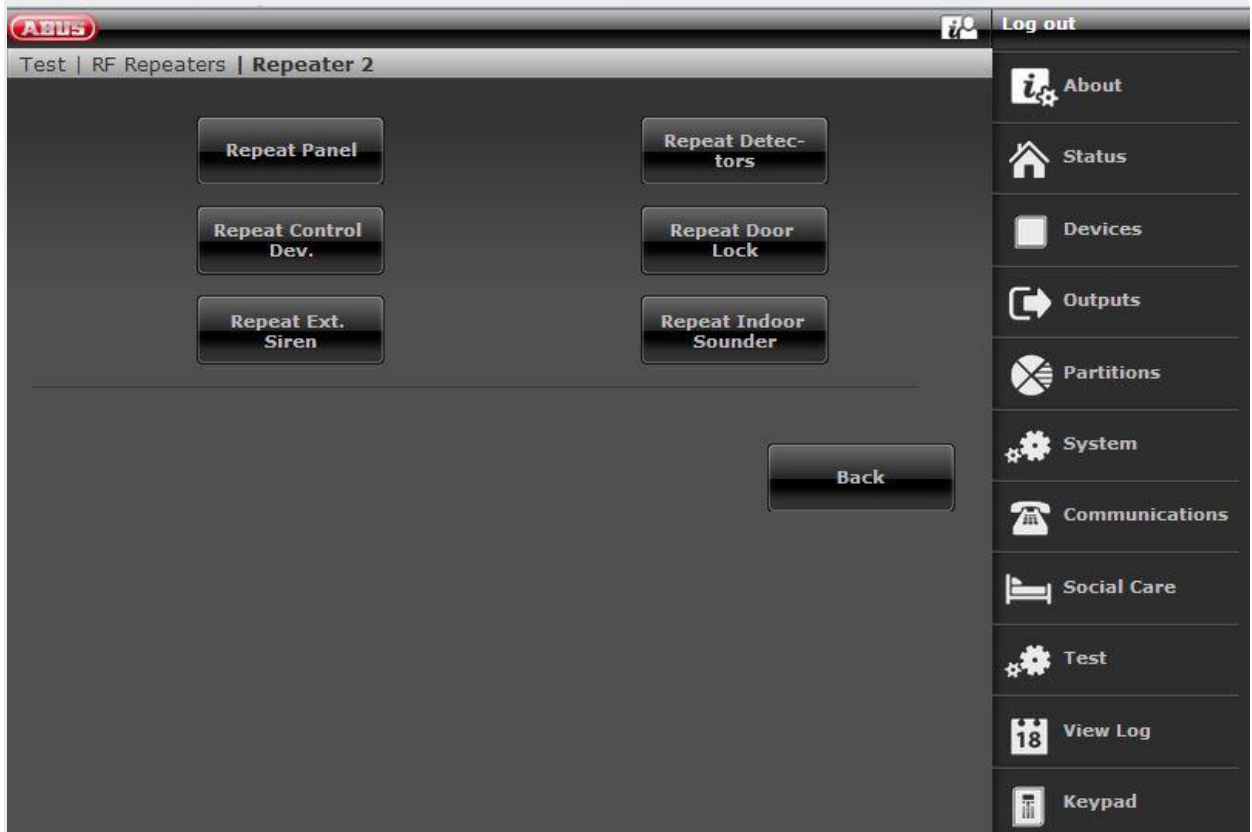 ABUS
Log out
Test | RF Repeaters | Repeater 2
Repeat Panel
Repeat Detec-
tors
Repeat Control
Dev.
Repeat Door
Lock
Repeat Ext.
Siren
Repeat Indoor
Sounder
Back
About
Status
Devices
Outputs
Partitions
System
Communications
Social Care
Test
18
View Log
Keypad